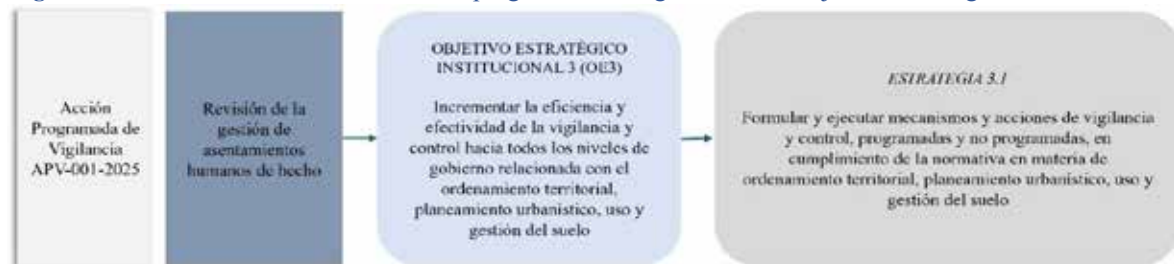 Acción
Programada de
Vigilancia
APV-001-2025
Revisión de la
gestión de
asentamientos
humanos de hecho
OBJETIVO ESTRATÉGICO
INSTITUCIONAL 3 (OE3)
Incrementar la eficiencia y
efectividad de la vigilancia y
control hacia todos los niveles de
gobierno relacionada con el
ordenamiento territorial,
planeamiento urbanístico, uso y
gestión del suelo
ESTRATEGIA 3.1
Formular y ejecutar mecanismos y acciones de vigilancia
y control, programadas y no programadas, en
cumplimiento de la normativa en materia de
ordenamiento territorial, planeamiento urbanístico, uso y
gestión del suelo